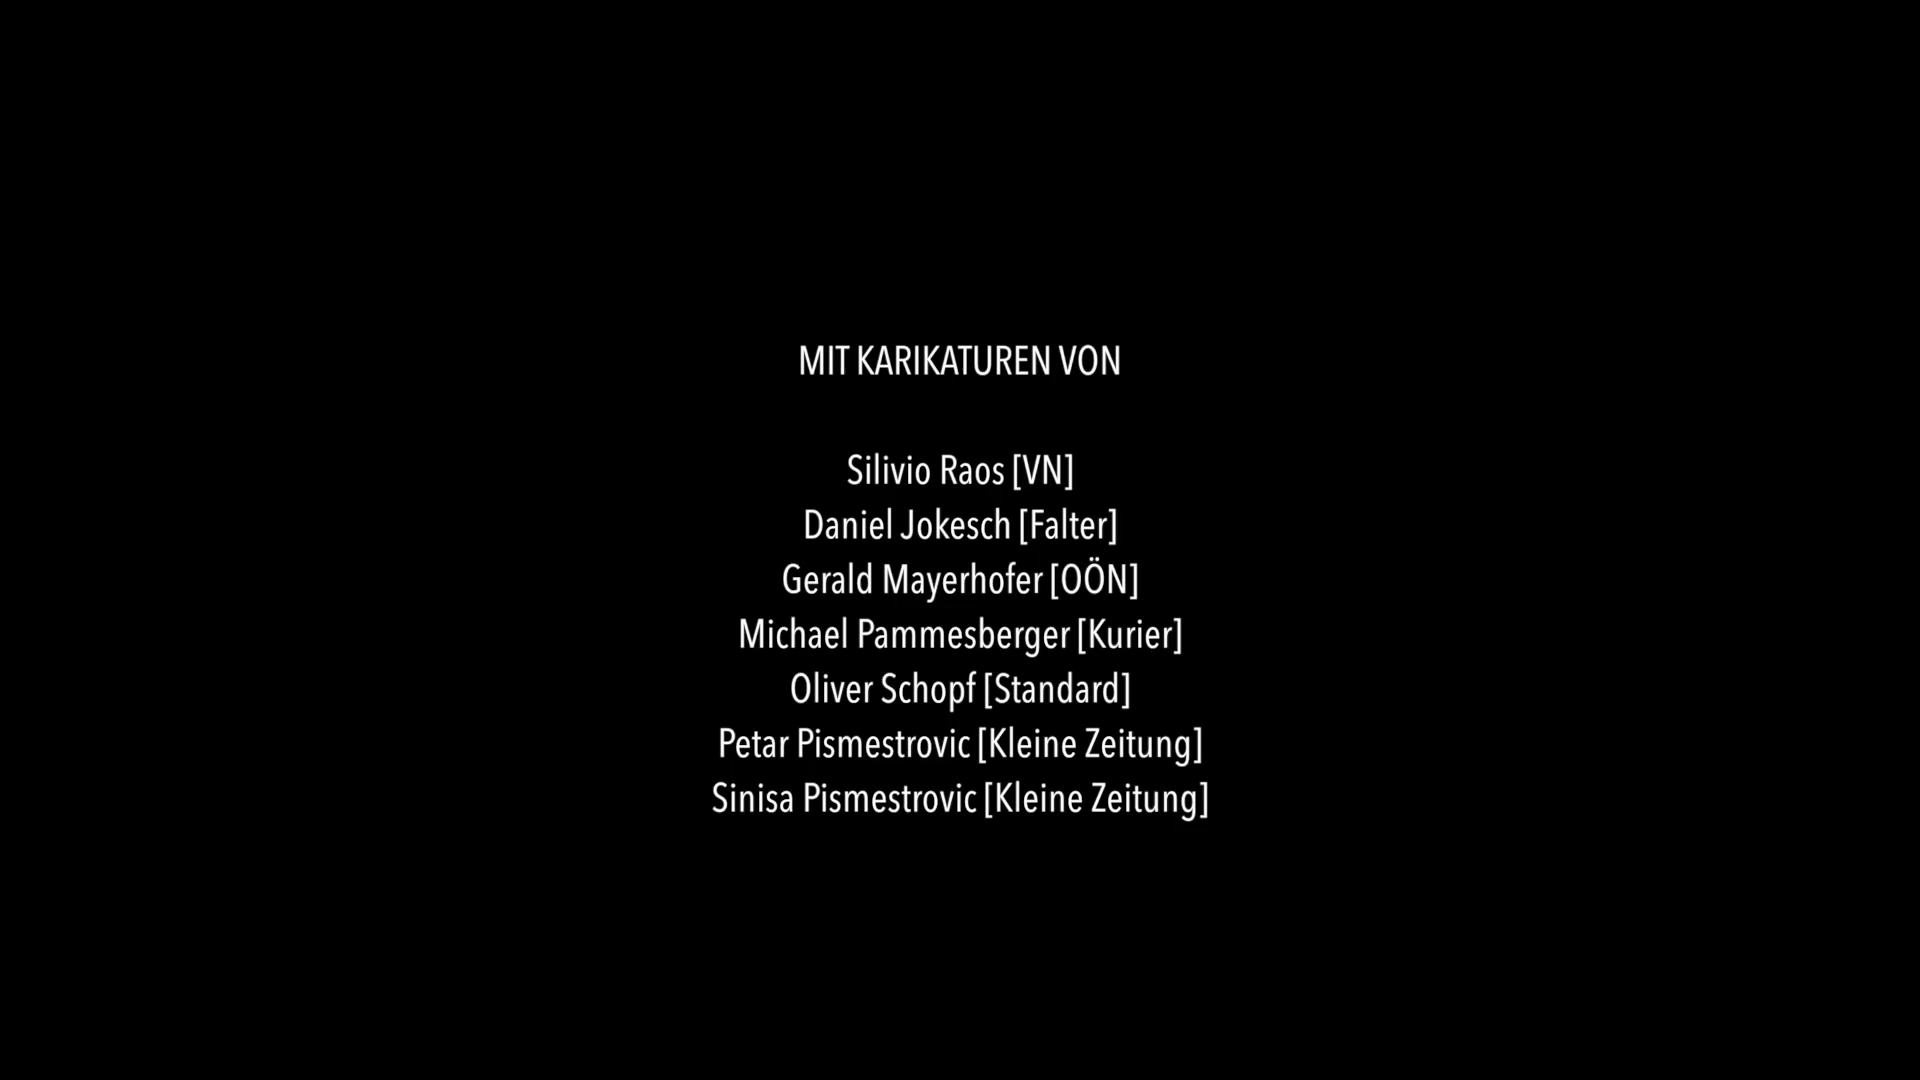 MIT KARIKATUREN VON
Silivio Raos [VN]
Daniel Jokesch [Falter]
Gerald Mayerhofer [OÖN]
Michael Pammesberger [Kurier]
Oliver Schopf [Standard]
Petar Pismestrovic [Kleine Zeitung]
Sinisa Pismestrovic [Kleine Zeitung]